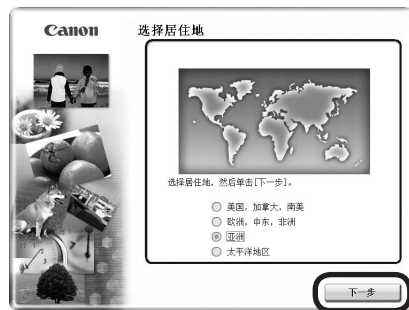 Canon
选择居住地
选择居住地，然后单击[下一步]。
美国，加拿大，南美
欧洲，中东，非洲
亚洲
太平洋地区
下一步